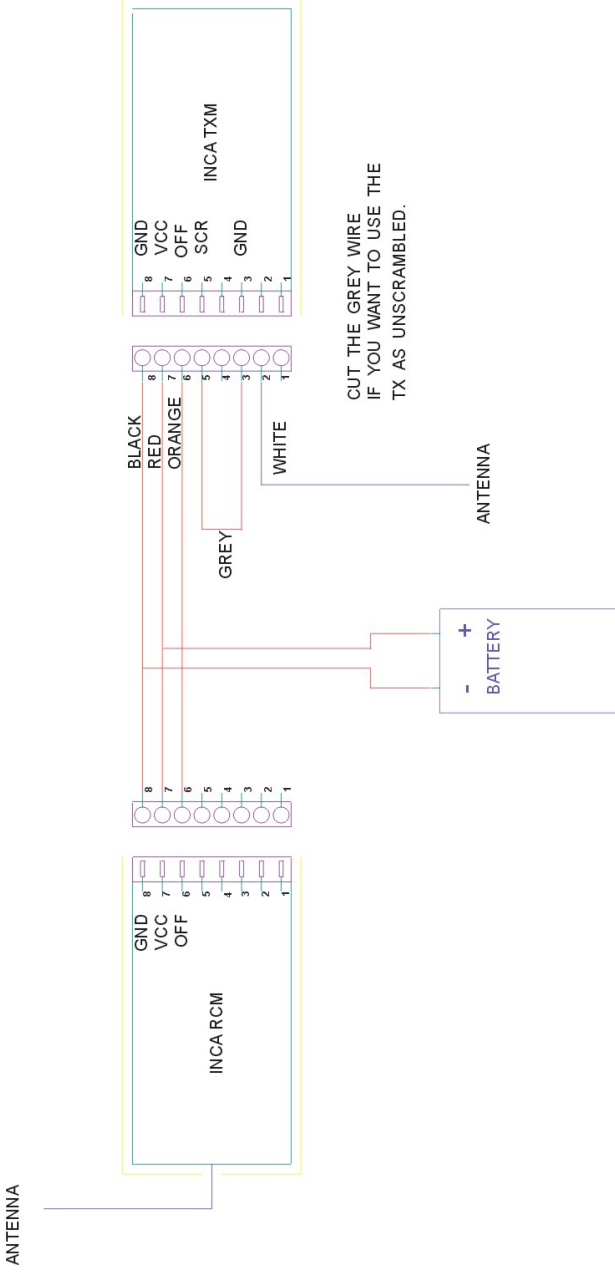 ANTENNA
INCA RCM
GND
VCC
OFF
8
7
6
5
4
3
2
1
8
7
6
5
4
3
2
1
- +
BATTERY
BLACK
RED
ORANGE
GREY
WHITE
ANTENNA
8
7
6
5
4
3
2
1
8
7
6
5
4
3
2
1
GND
VCC
OFF
SCR
GND
INCA TXM
CUT THE GREY WIRE
IF YOU WANT TO USE THE
TX AS UNSCRAMBLED.